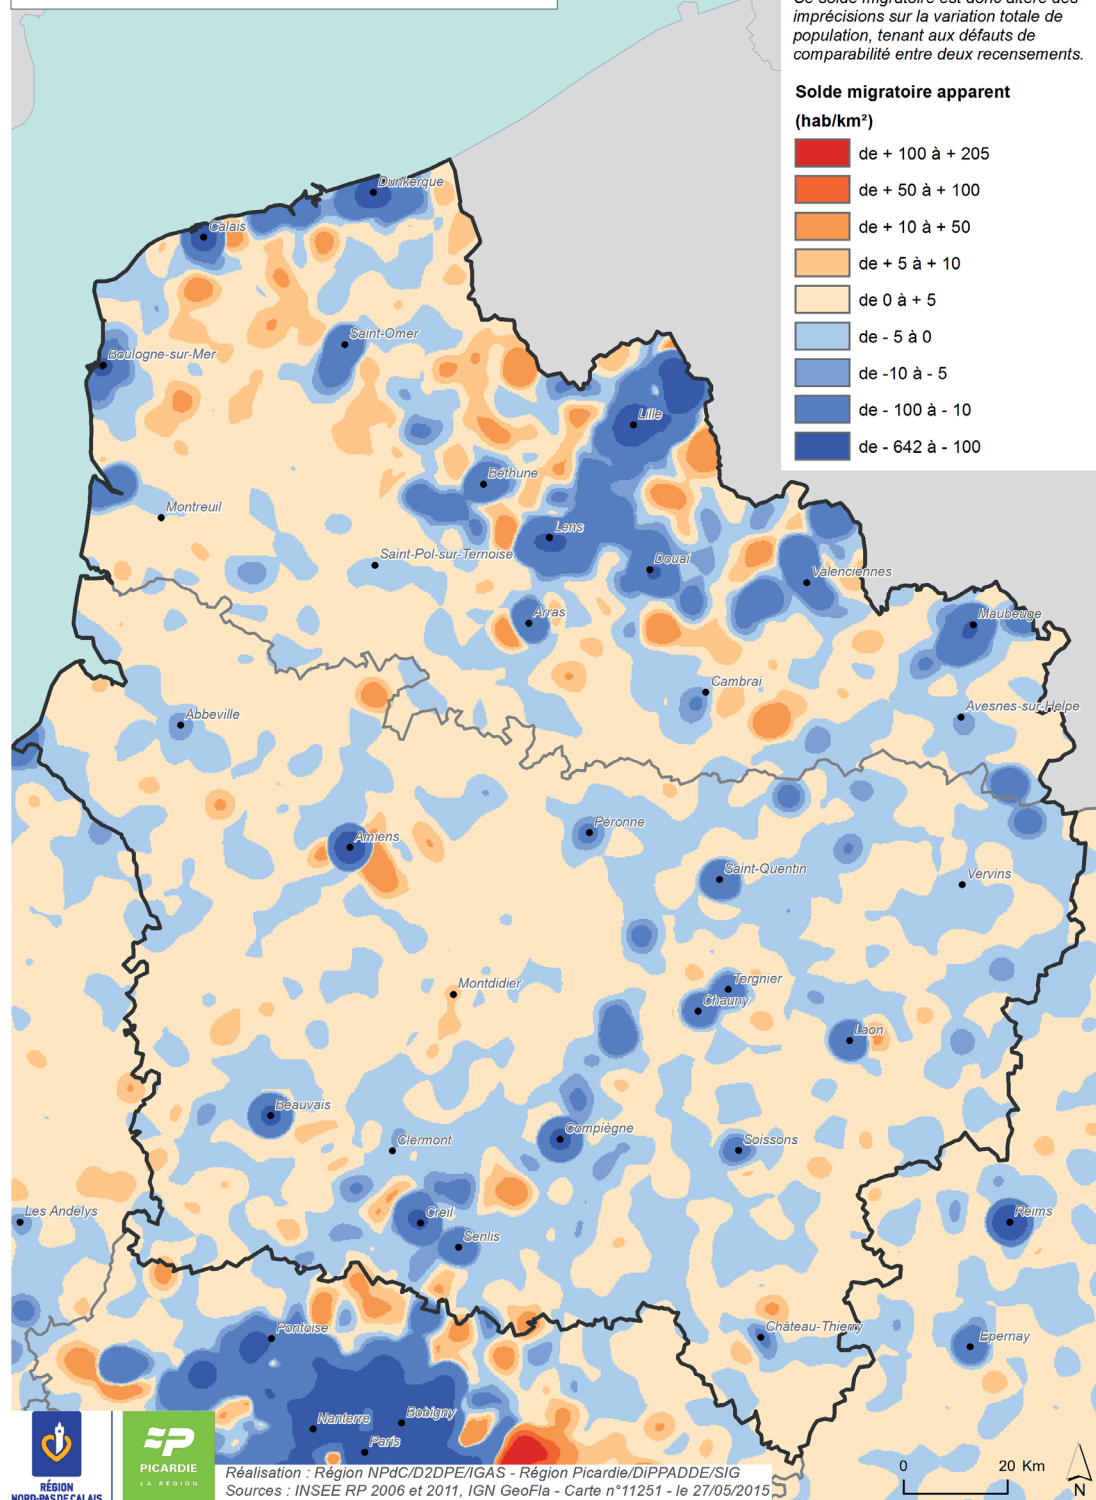 Ce solde migratoire est donc altéré des
imprécisions sur la variation totale de
population, tenant aux défauts de
comparabilité entre deux recensements.
Solde migratoire apparent
(hab/km²)
de + 100 à + 205
de + 50 à + 100
de + 10 à + 50
de + 5 à + 10
de 0 à + 5
de - 5 à 0
de -10 à - 5
de - 100 à - 10
de - 642 à - 100
Dunkerque
Calais
Saint-Omer
Boulogne-sur-Mer
Lille
Béthune
Montreuil
Lens
Saint-Pol-sur-Ternoise
Douai
Valenciennes
Arras
Maubeuge
Cambrai
Avesnes-sur-Helpe
Abbeville
Péronne
Amiens
Saint-Quentin
Vervins
Tergnier
Montdidier
Chauny
Laon
Beauvais
Compiègne
Clermont
Soissons
Les Andelys
Creil
Reims
Senlis
Pontoise
Château-Thierry
Epernay
Bobigny
Nanterre
Paris
RÉGION
NORD-PAS DE CALAIS
PICARDIE
LA RÉGION
Réalisation : Région NPdC/D2DPE/IGAS - Région Picardie/DiPPADDE/SIG
Sources : INSEE RP 2006 et 2011, IGN GeoFla - Carte n°11251 - le 27/05/2015
0 20 Km
N